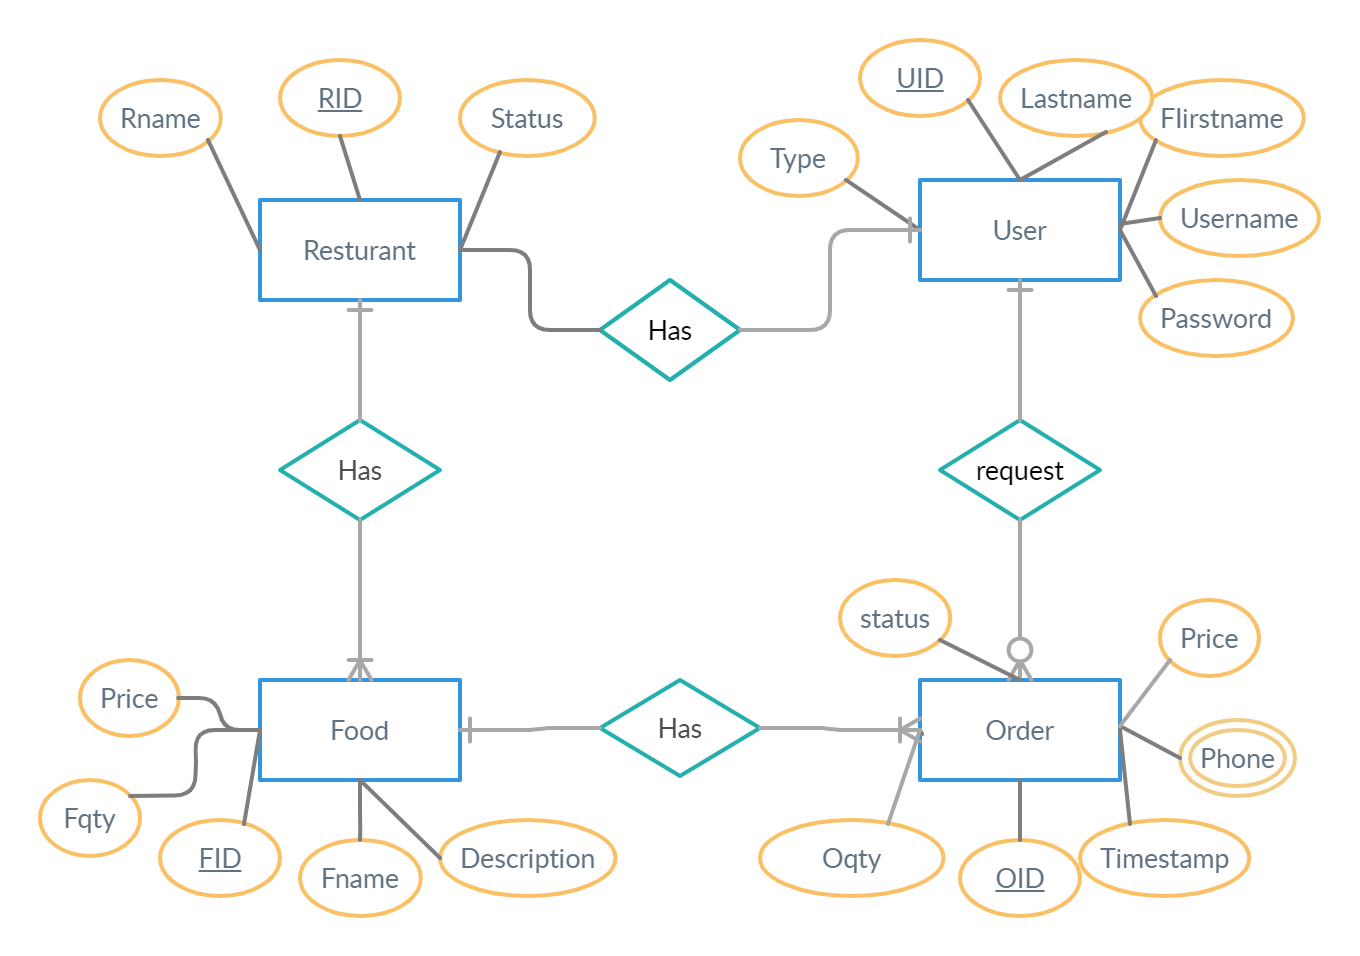 UID
RID
Lastname
Rname
Status
Flirstname
Type
Username
User
Resturant
Password
Has
Has
request
status
Price
Price
Food
Has
Order
Phone
Fqty
FID
Fname
Description
Oqty
OID
Timestamp